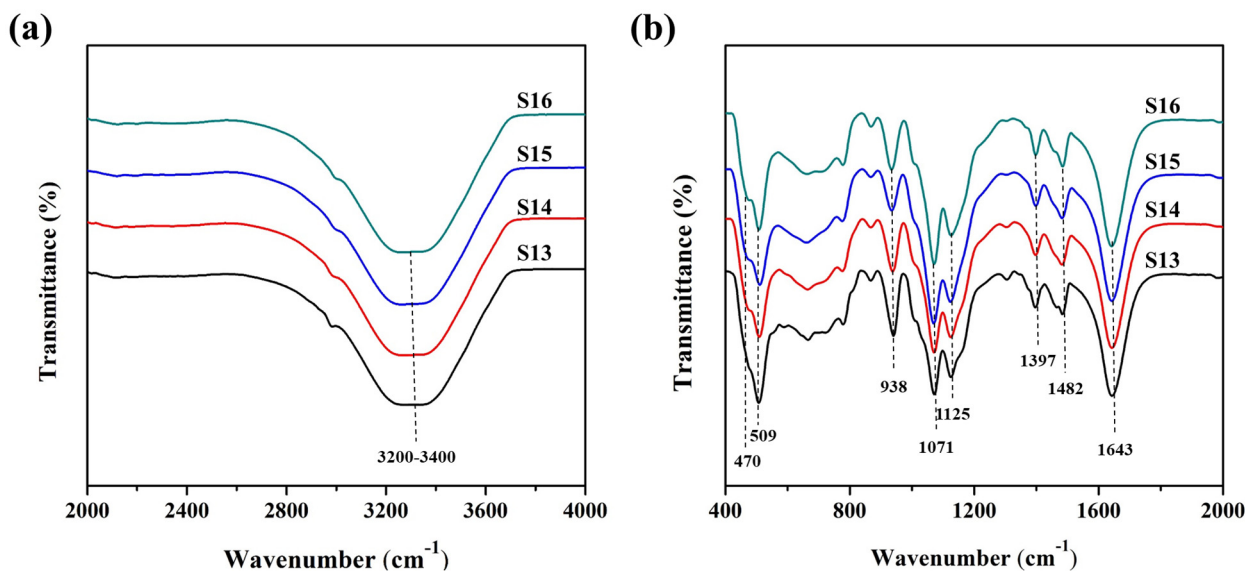 (a)
Transmittance (%)
S16
S15
S14
S13
3200-3400
2000 2400 2800 3200 3600 4000
Wavenumber (cm⁻¹)
(b)
Transmittance (%)
S16
S15
S14
S13
1397
938
1482
1125
509
1071
1643
470
400 800 1200 1600 2000
Wavenumber (cm⁻¹)